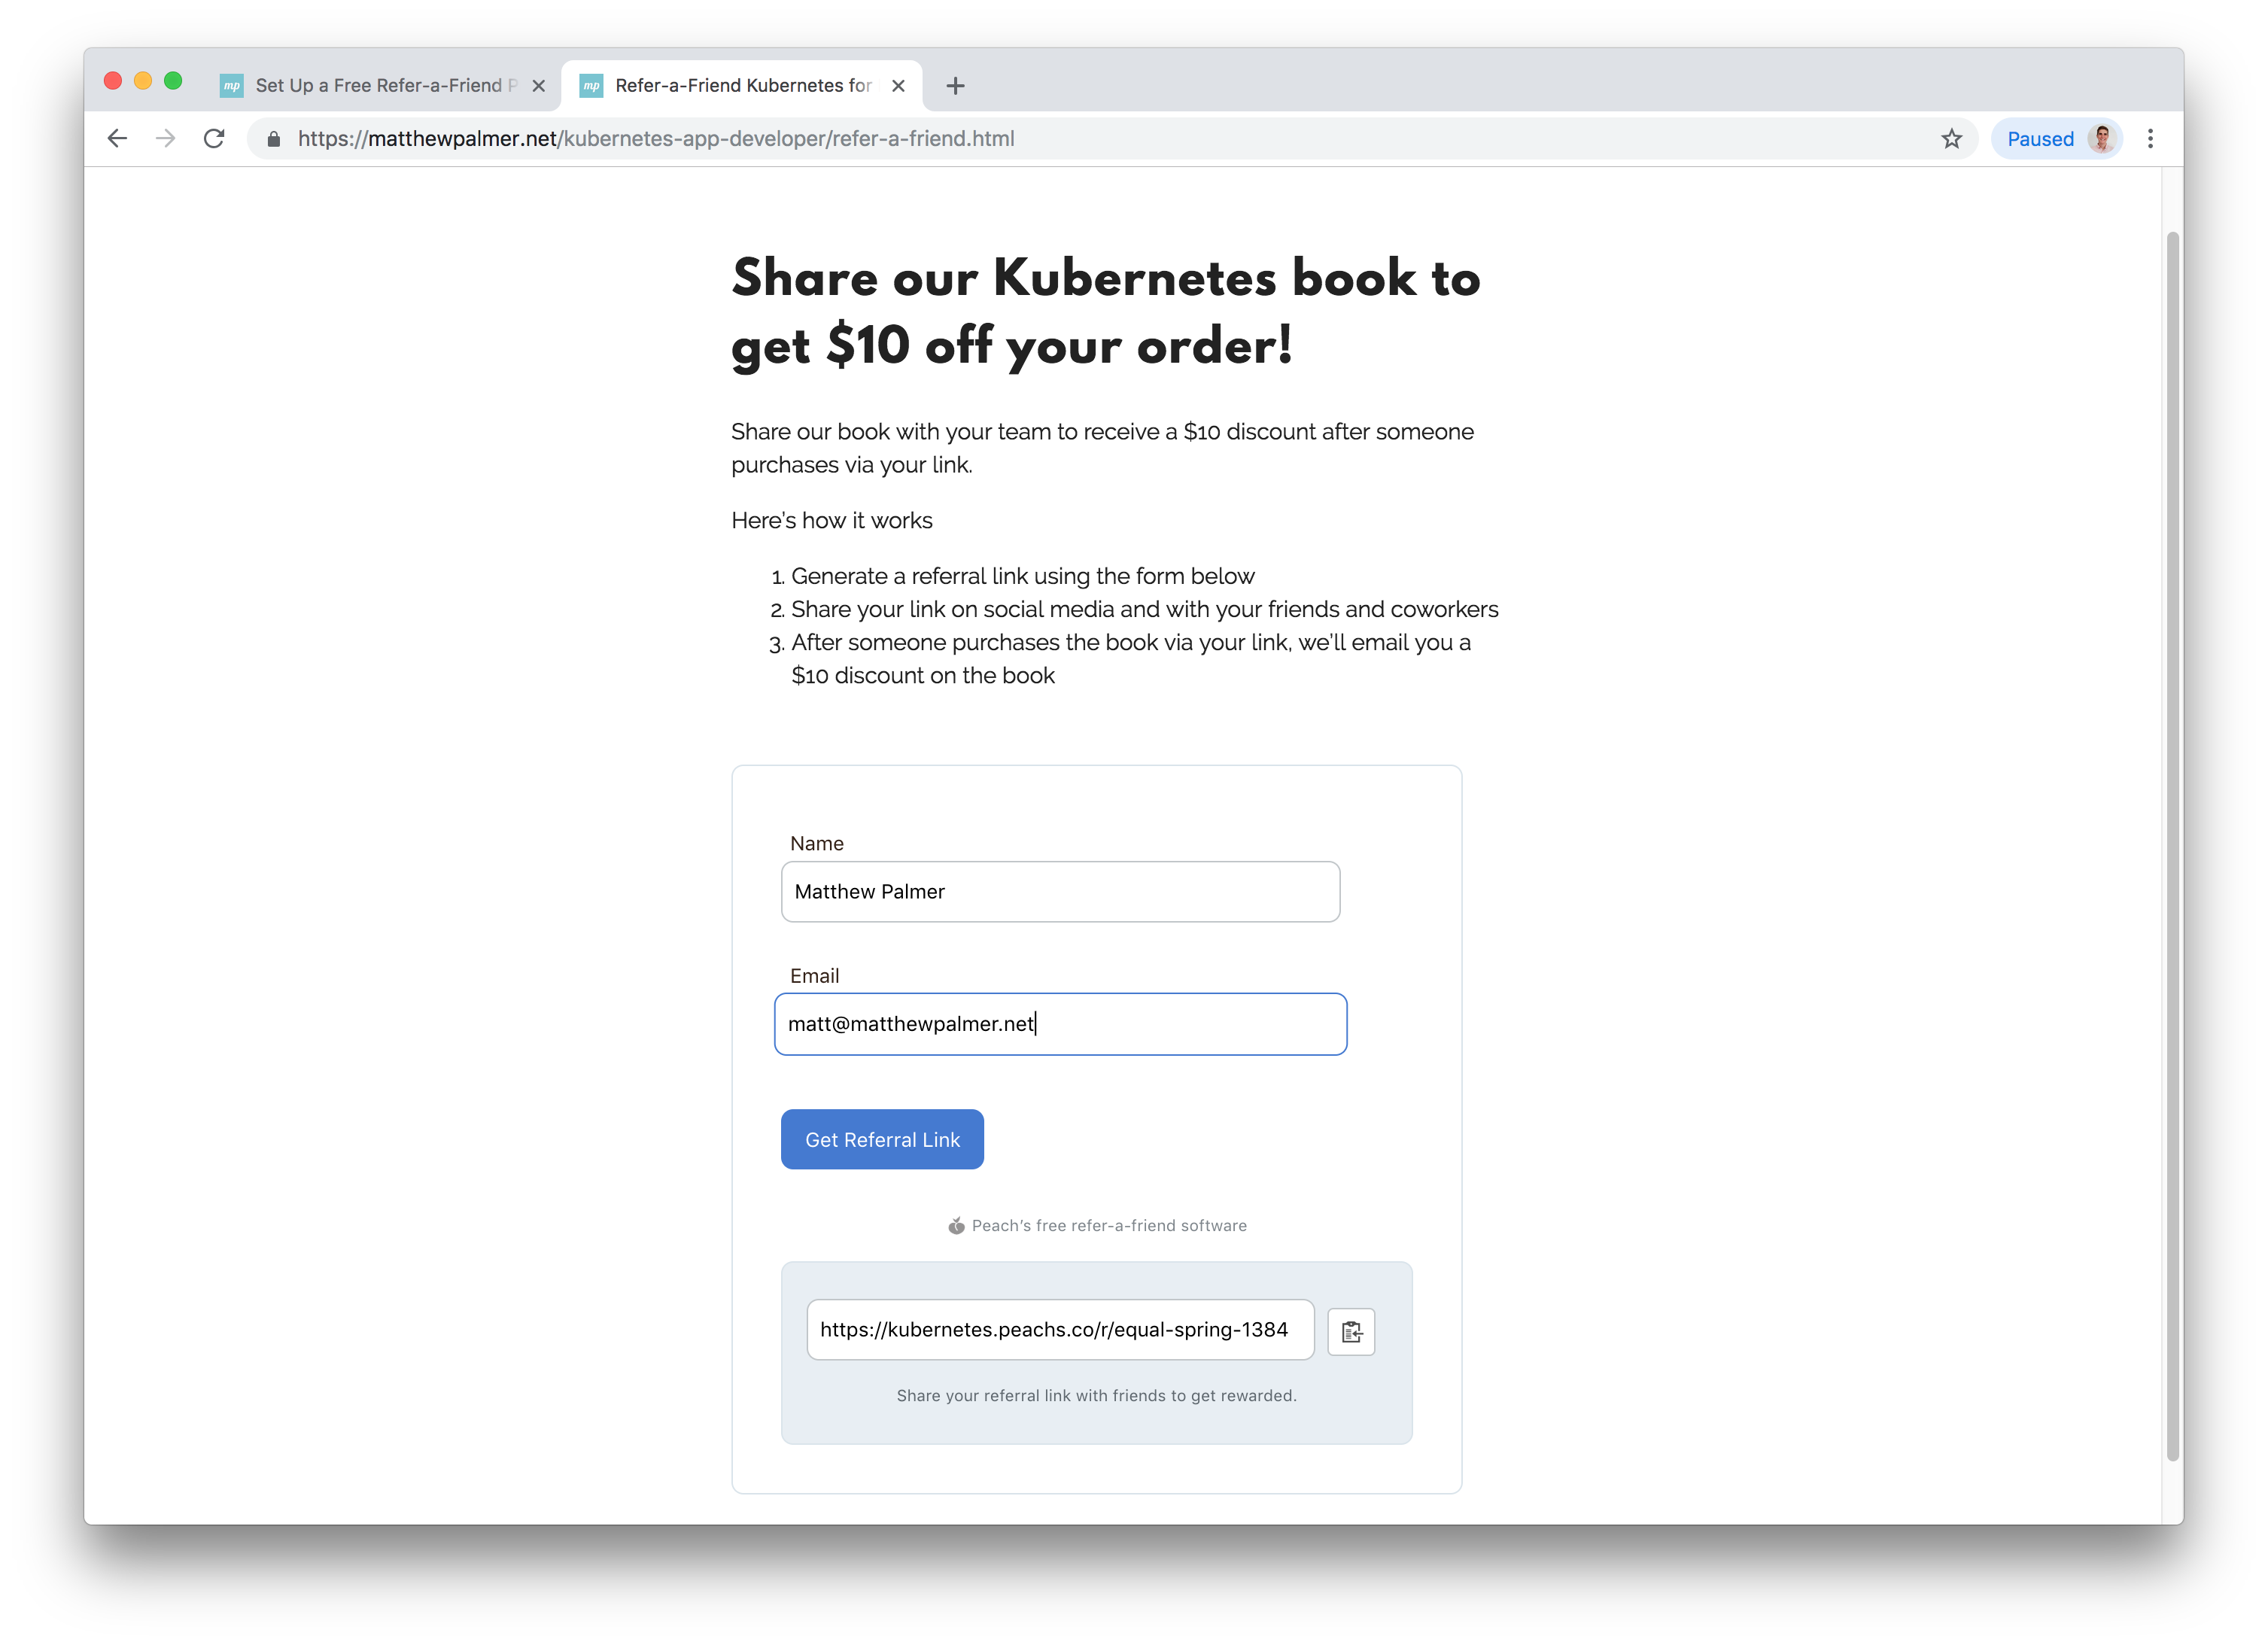 mp Set Up a Free Refer-a-Friend
mp Refer-a-Friend Kubernetes for
https://matthewpalmer.net/kubernetes-app-developer/refer-a-friend.html
Paused
Share our Kubernetes book to
get $10 off your order!
Share our book with your team to receive a $10 discount after someone
purchases via your link.
Here's how it works
1. Generate a referral link using the form below
2. Share your link on social media and with your friends and coworkers
3. After someone purchases the book via your link, we'll email you a
$10 discount on the book
Name
Matthew Palmer
Email
matt@matthewpalmer.net
Get Referral Link
Peach's free refer-a-friend software
https://kubernetes.peachs.co/r/equal-spring-1384
Share your referral link with friends to get rewarded.